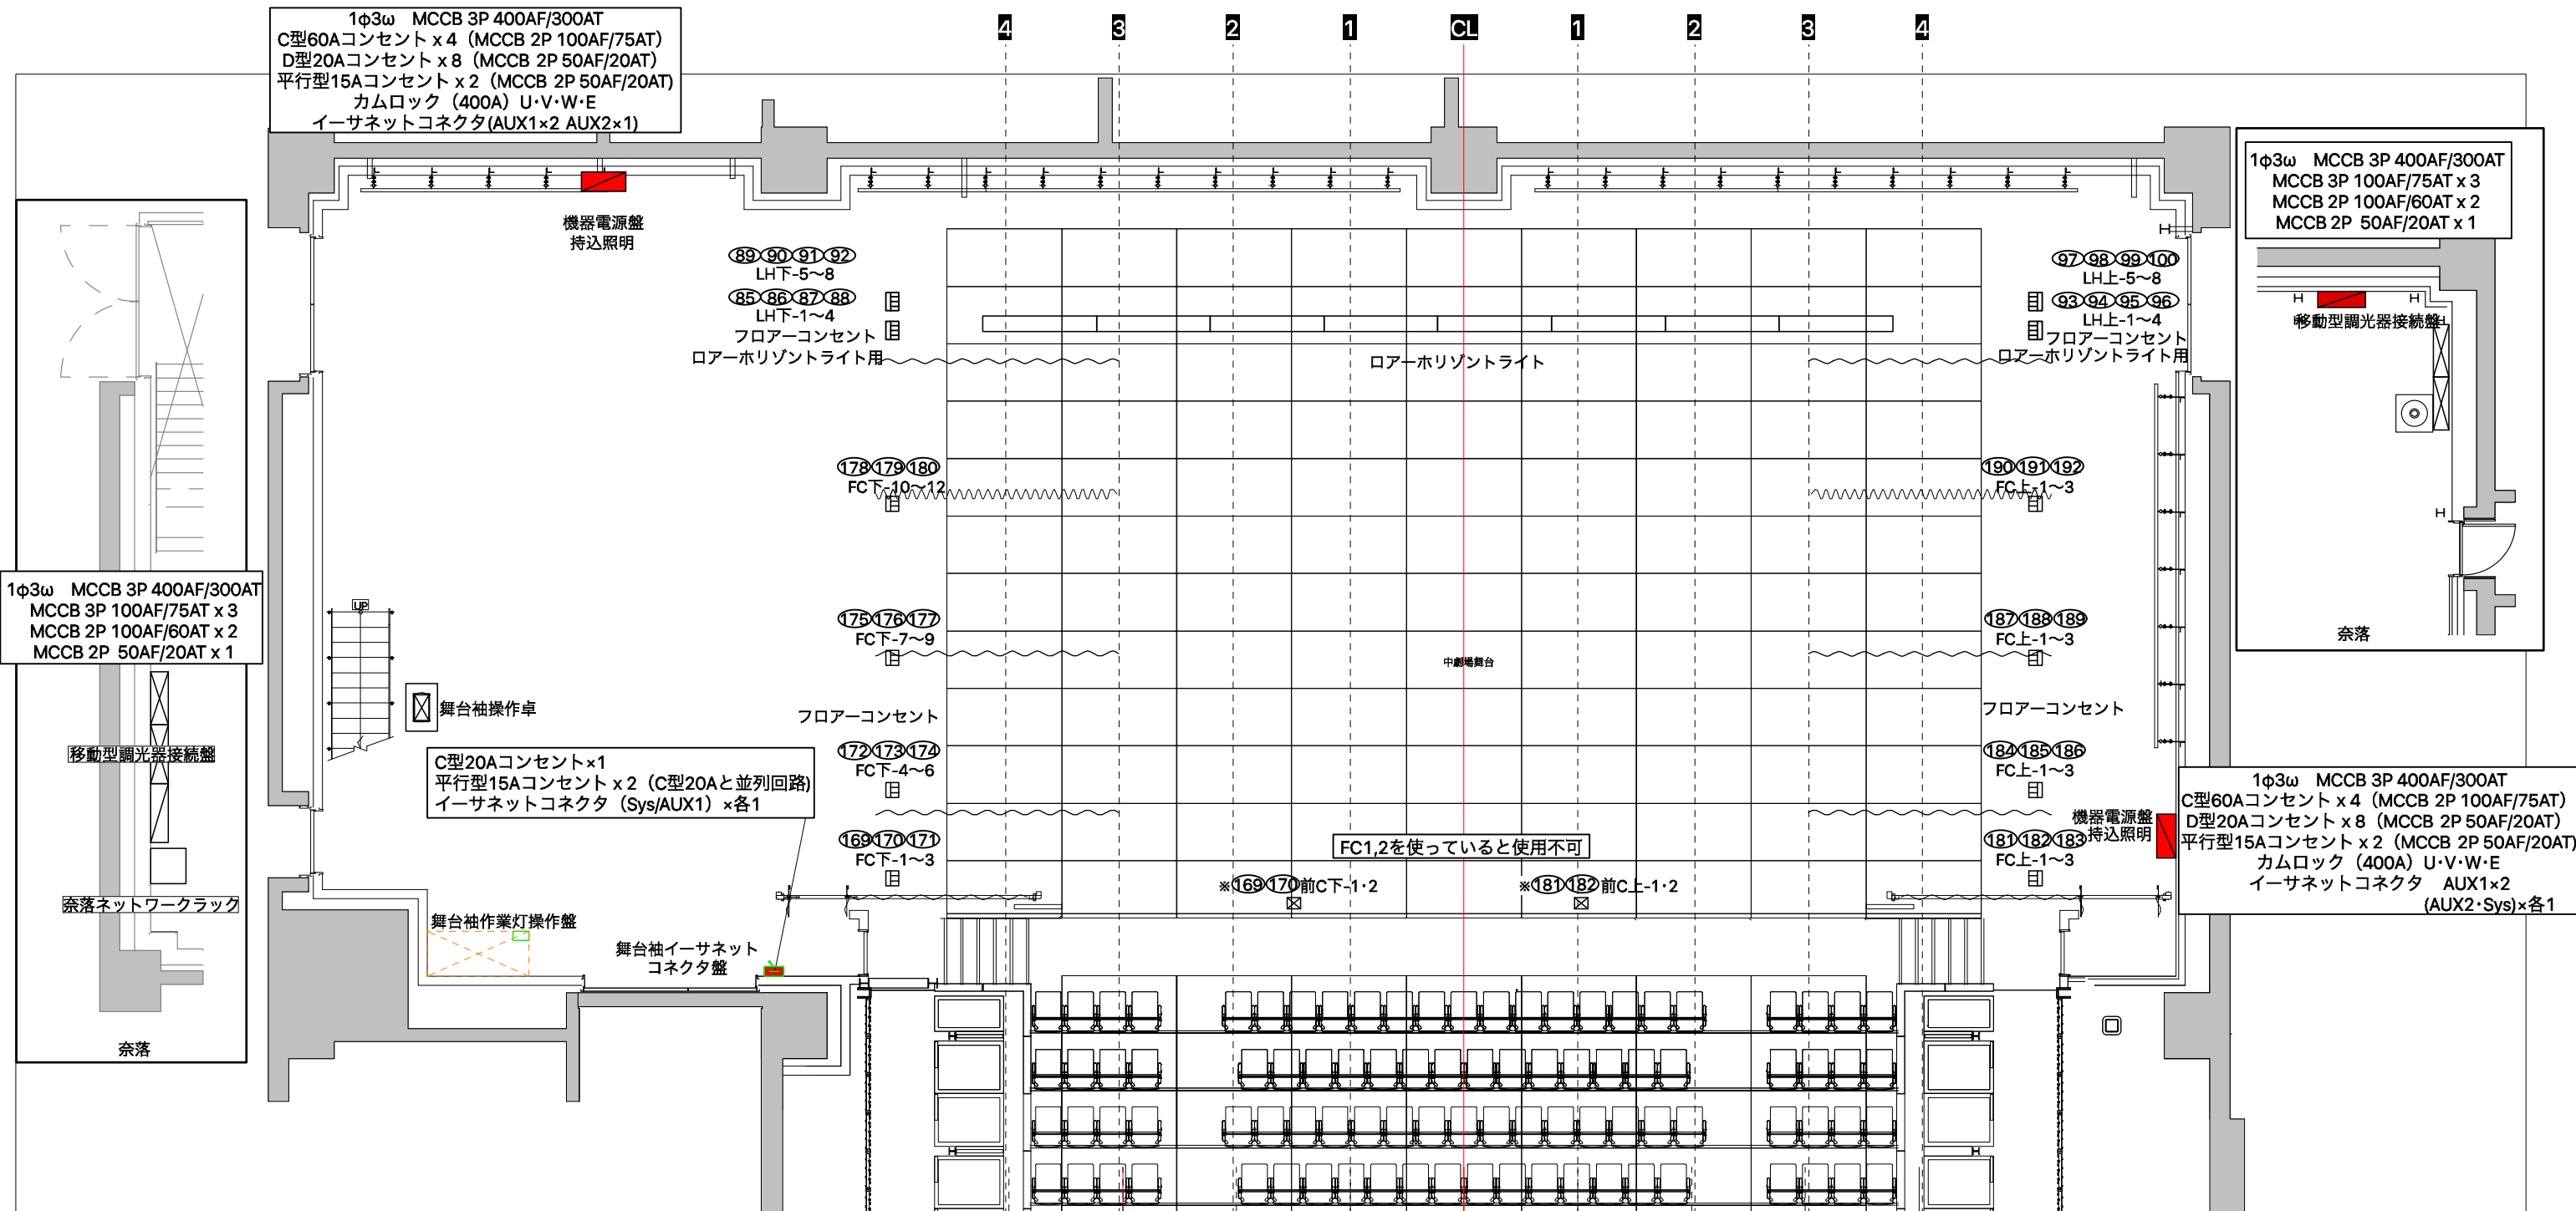 4 3 2 1 CL 1 2 3 4
1φ3ω　MCCB 3P 400AF/300AT
C型60Aコンセント x 4（MCCB 2P 100AF/75AT）
D型20Aコンセント x 8（MCCB 2P 50AF/20AT）
平行型15Aコンセント x 2（MCCB 2P 50AF/20AT)
カムロック（400A）U･V･W･E
イーサネットコネクタ(AUX1×2 AUX2×1)
機器電源盤
持込照明
89 90 91 92
LH下-5〜8
85 86 87 88
LH下-1〜4
フロアーコンセント
ロアーホリゾントライト用
ロアーホリゾントライト
97 98 99 100
LH上-5〜8
93 94 95 96
LH上-1〜4
フロアーコンセント
ロアーホリゾントライト用
1φ3ω　MCCB 3P 400AF/300AT
MCCB 3P 100AF/75AT x 3
MCCB 2P 100AF/60AT x 2
MCCB 2P  50AF/20AT x 1
移動型調光器接続盤
奈落
178 179 180
FC下-10〜12
190 191 192
FC上-1〜3
1φ3ω　MCCB 3P 400AF/300AT
MCCB 3P 100AF/75AT x 3
MCCB 2P 100AF/60AT x 2
MCCB 2P  50AF/20AT x 1
UP
175 176 177
FC下-7〜9
187 188 189
FC上-1〜3
中劇場舞台
舞台袖操作卓
フロアーコンセント
フロアーコンセント
移動型調光器接続盤
C型20Aコンセント×1
平行型15Aコンセント x 2（C型20Aと並列回路)
イーサネットコネクタ（Sys/AUX1）×各1
172 173 174
FC下-4〜6
184 185 186
FC上-1〜3
機器電源盤
持込照明
1φ3ω　MCCB 3P 400AF/300AT
C型60Aコンセント x 4（MCCB 2P 100AF/75AT）
D型20Aコンセント x 8（MCCB 2P 50AF/20AT）
平行型15Aコンセント x 2（MCCB 2P 50AF/20AT)
カムロック（400A）U･V･W･E
イーサネットコネクタ　AUX1×2
(AUX2･Sys)×各1
169 170 171
FC下-1〜3
181 182 183
FC上-1〜3
FC1,2を使っていると使用不可
※169 170前C下-1･2
※181 182前C上-1･2
奈落ネットワークラック
舞台袖作業灯操作盤
舞台袖イーサネット
コネクタ盤
奈落